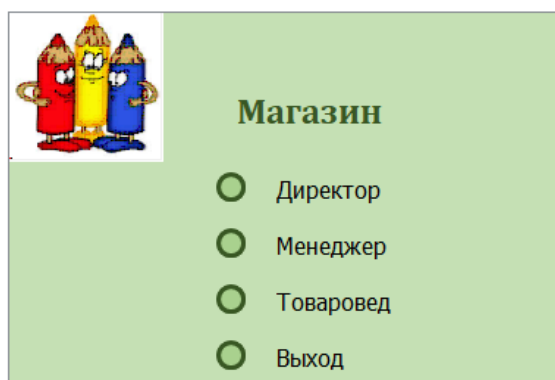 Магазин
Директор
Менеджер
Товаровед
Выход